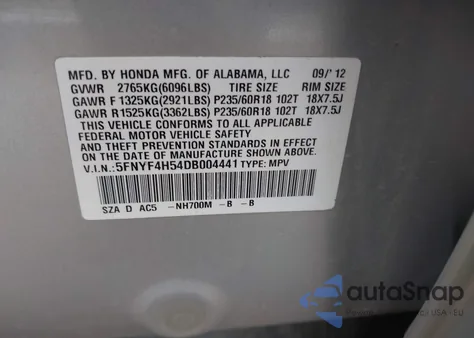 MFD. BY HONDA MFG. OF ALABAMA, LLC 09/'12
GVWR 2765KG(6096LBS) TIRE SIZE RIM SIZE
GAWR F 1325KG(2921LBS) P235/60R18 102T 18X7.5J
GAWR R 1525KG(3362LBS) P235/60R18 102T 18X7.5J
THIS VEHICLE CONFORMS TO ALL APPLICABLE
FEDERAL MOTOR VEHICLE SAFETY
AND THEFT PREVENTION STANDARDS IN EFFECT
ON THE DATE OF MANUFACTURE SHOWN ABOVE.
V.I.N.: 5FNYF4H54DB004441 TYPE: MPV
SZA D AC5 -NH700M -B -B
autoSnap